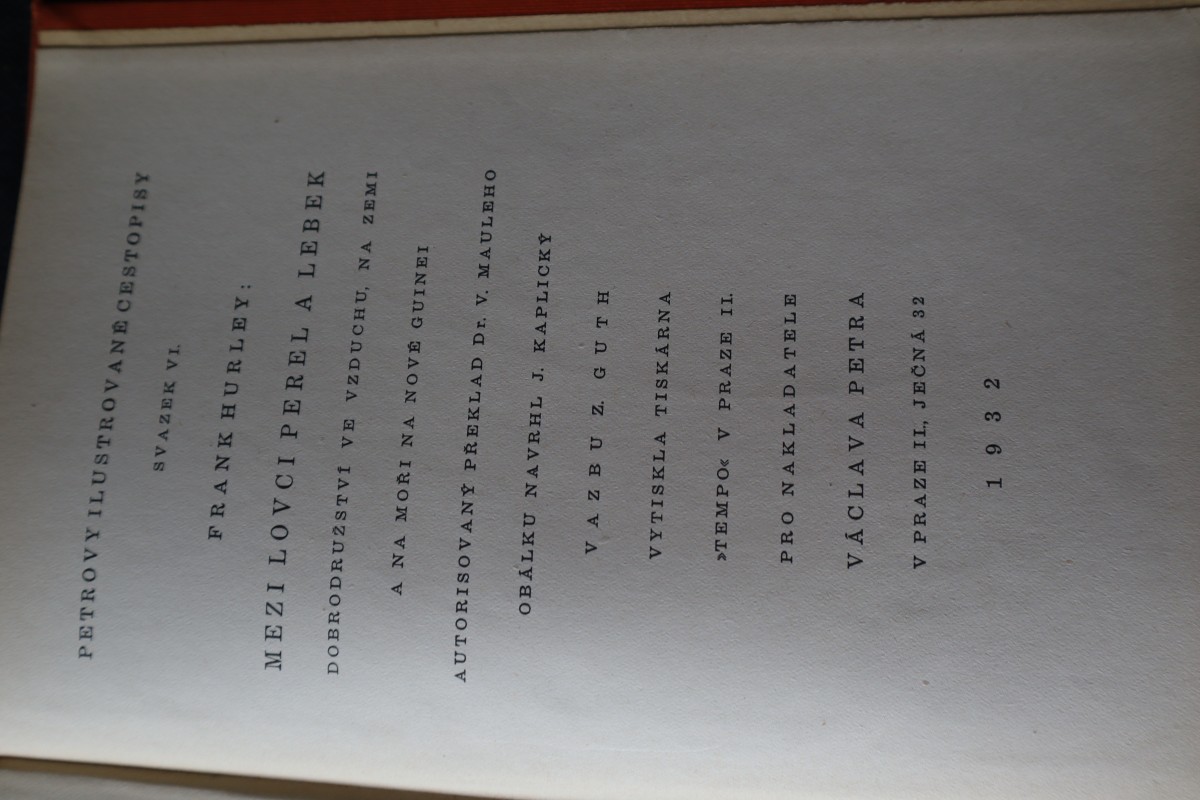 PETROVY ILUSTROVANÉ CESTOPISY
SVAZEK VI.
FRANK HURLEY:
MEZI LOVCI PEREL A LEBEK
DOBRODRUŽSTVÍ VE VZDUCHU, NA ZEMI
A NA MOŘI NA NOVÉ GUINEI
AUTORISOVANÝ PŘEKLAD Dr. V. MAULEHO
OBÁLKU NAVRHL J. KAPLICKÝ
VAZBU Z. GUTH
VYTISKLA TISKÁRNA
»TEMPO« V PRAZE II.
PRO NAKLADATELE
VÁCLAVA PETRA
V PRAZE II., JEČNÁ 32
1932